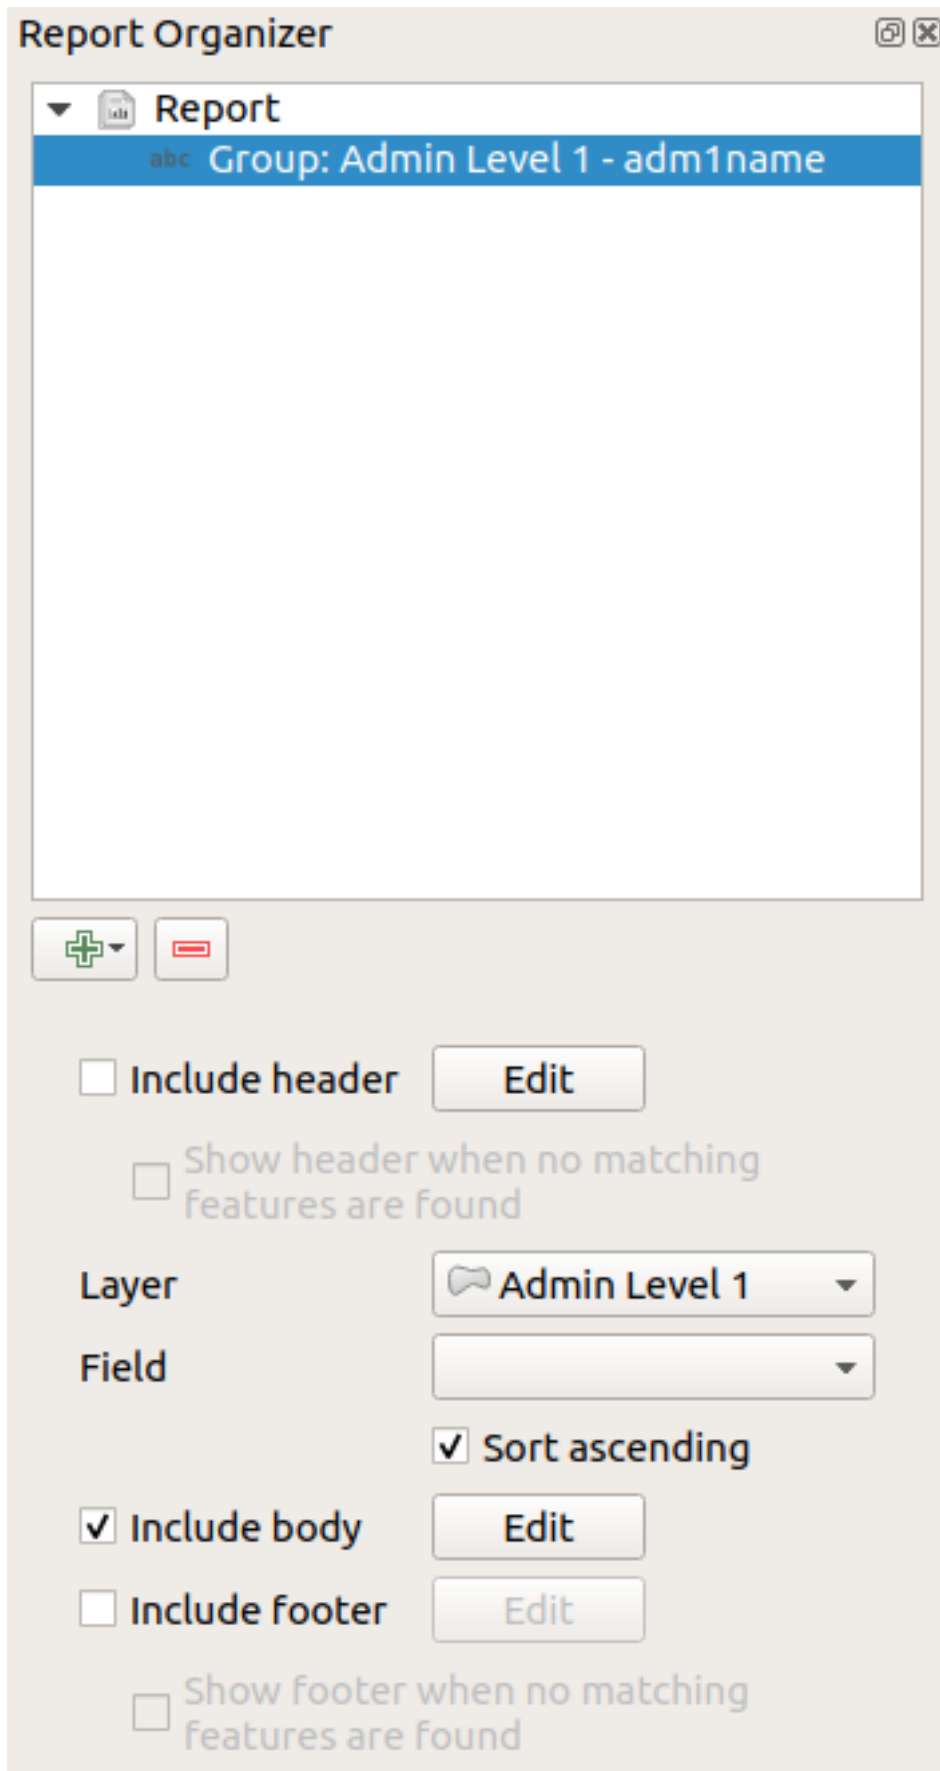 Report Organizer
Report
abc Group: Admin Level 1 - adm1name
Include header Edit
Show header when no matching
features are found
Layer Admin Level 1
Field
Sort ascending
Include body Edit
Include footer Edit
Show footer when no matching
features are found